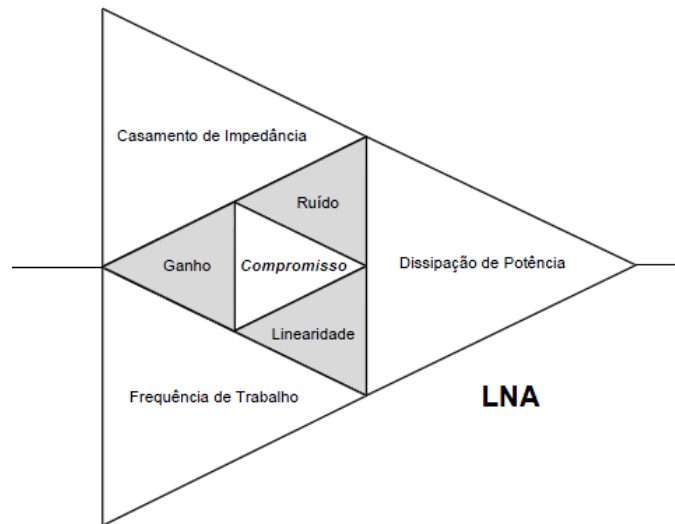 Casamento de Impedância
Ruído
Ganho
Compromisso
Dissipação de Potência
Linearidade
Frequência de Trabalho
LNA